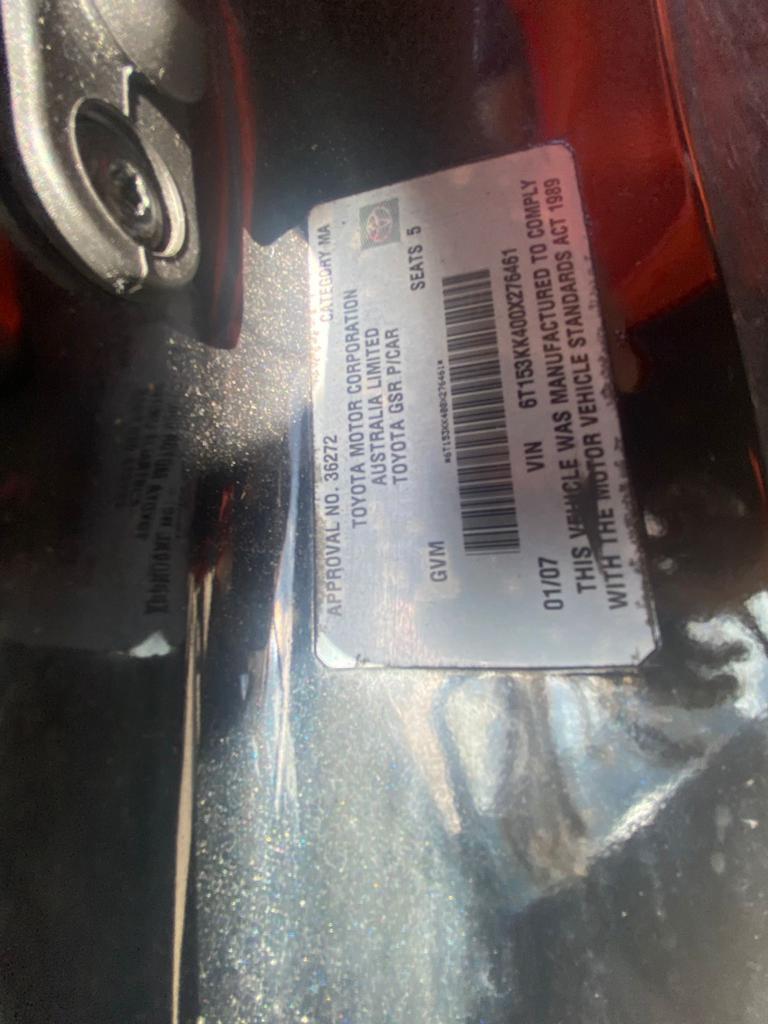 APPROVAL NO. 36272 CATEGORY MA
TOYOTA MOTOR CORPORATION
AUSTRALIA LIMITED
TOYOTA GSR P/CAR
GVM SEATS 5
*6T153KK400X276461*
01/07 VIN 6T153KK400X276461
THIS VEHICLE WAS MANUFACTURED TO COMPLY
WITH THE MOTOR VEHICLE STANDARDS ACT 1989